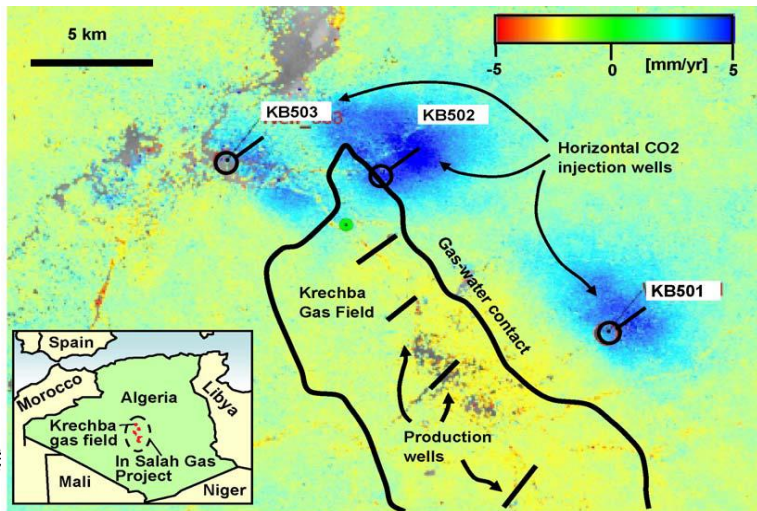 5 km
-5
0
[mm/yr]
5
KB503
KB502
Horizontal CO2
injection wells
KB501
Gas-water contact
Krechba
Gas Field
Production
wells
Spain
Morocco
Algeria
Libya
Krechba
gas field
In Salah Gas
Project
Mali
Niger